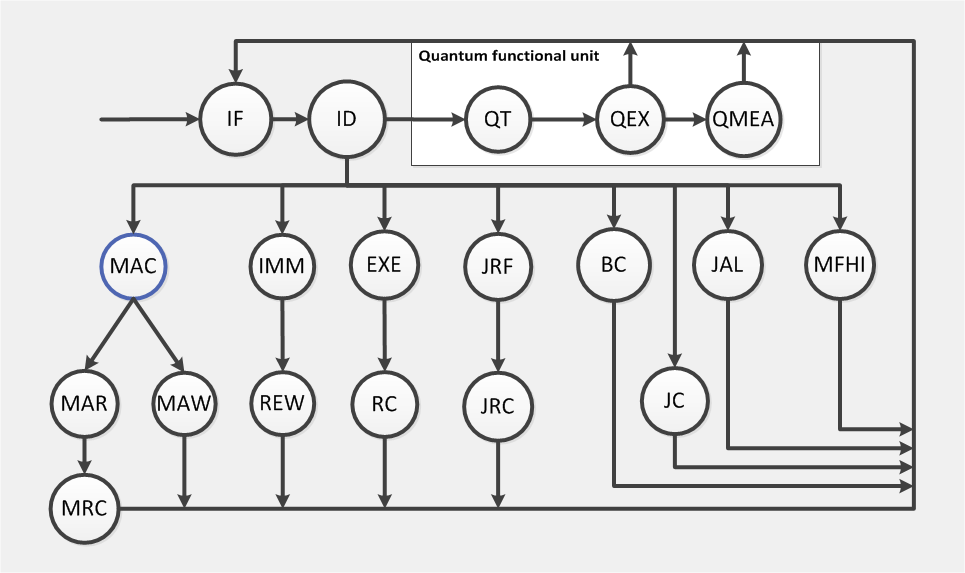 Quantum functional unit
IF
ID
QT
QEX
QMEA
MAC
IMM
EXE
JRF
BC
JAL
MFHI
MAR
MAW
REW
RC
JRC
JC
MRC